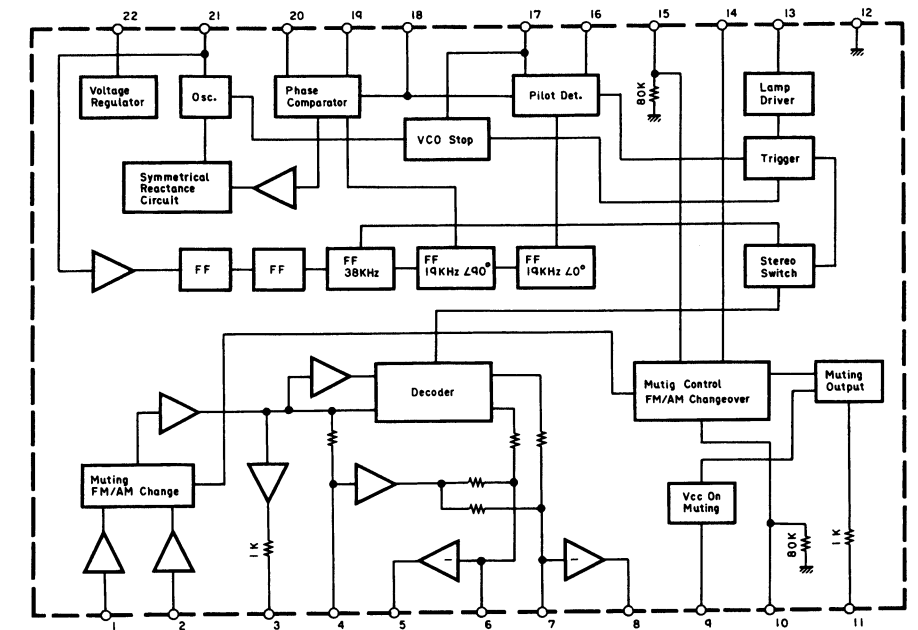 22 21 20 19 18 17 16 15 14 13 12
Voltage
Regulator
Osc.
Phase
Comparator
Pilot Det.
80K
Lamp
Driver
VCO Stop
Trigger
Symmetrical
Reactance
Circuit
FF
FF
FF
38KHz
FF
19KHz ∠90°
FF
19KHz ∠0°
Stereo
Switch
Decoder
Mutig Control
FM/AM Changeover
Muting
Output
Muting
FM/AM Change
Vcc On
Muting
1K
80K
1K
−
−
1 2 3 4 5 6 7 8 9 10 11